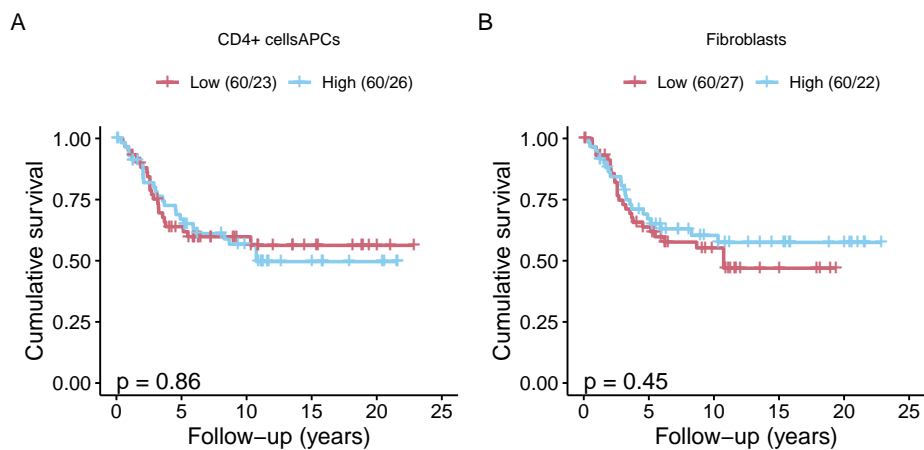 A
CD4+ cellsAPCs
Low (60/23) High (60/26)
Cumulative survival
1.00
0.75
0.50
0.25
0.00
p = 0.86
0 5 10 15 20 25
Follow−up (years)
B
Fibroblasts
Low (60/27) High (60/22)
Cumulative survival
1.00
0.75
0.50
0.25
0.00
p = 0.45
0 5 10 15 20 25
Follow−up (years)